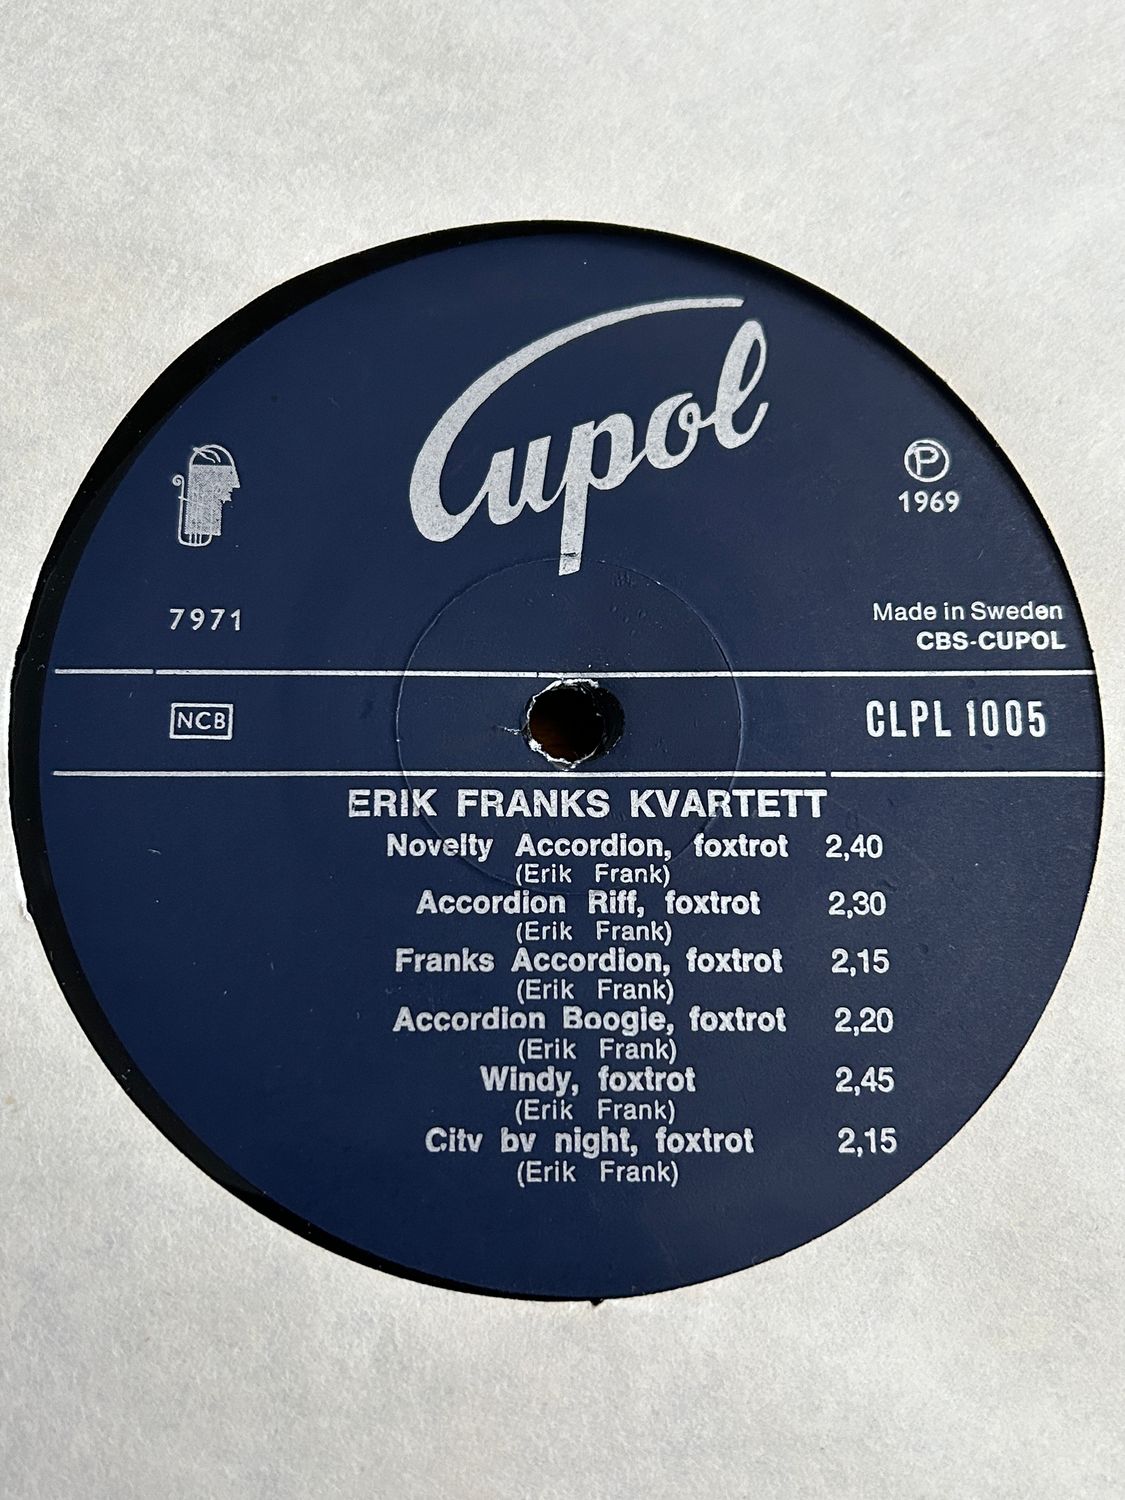 Cupol
P
1969
7971
Made in Sweden
CBS-CUPOL
NCB
CLPL 1005
ERIK FRANKS KVARTETT
Novelty Accordion, foxtrot 2,40
(Erik Frank)
Accordion Riff, foxtrot 2,30
(Erik Frank)
Franks Accordion, foxtrot 2,15
(Erik Frank)
Accordion Boogie, foxtrot 2,20
(Erik Frank)
Windy, foxtrot 2,45
(Erik Frank)
City by night, foxtrot 2,15
(Erik Frank)